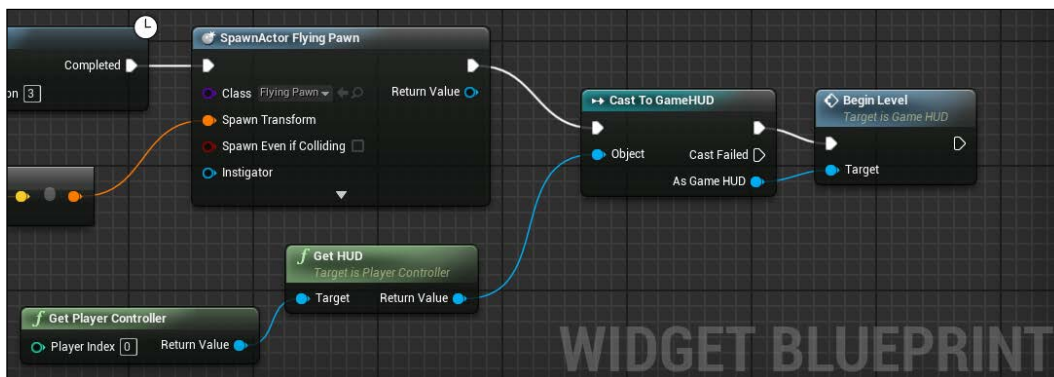 Completed
on 3
SpawnActor Flying Pawn
Class Flying Pawn Return Value
Spawn Transform
Spawn Even if Colliding
Instigator
Cast To GameHUD
Object Cast Failed
As Game HUD
Begin Level
Target is Game HUD
Target
Get HUD
Target is Player Controller
Target Return Value
Get Player Controller
Player Index 0 Return Value
WIDGET BLUEPRINT